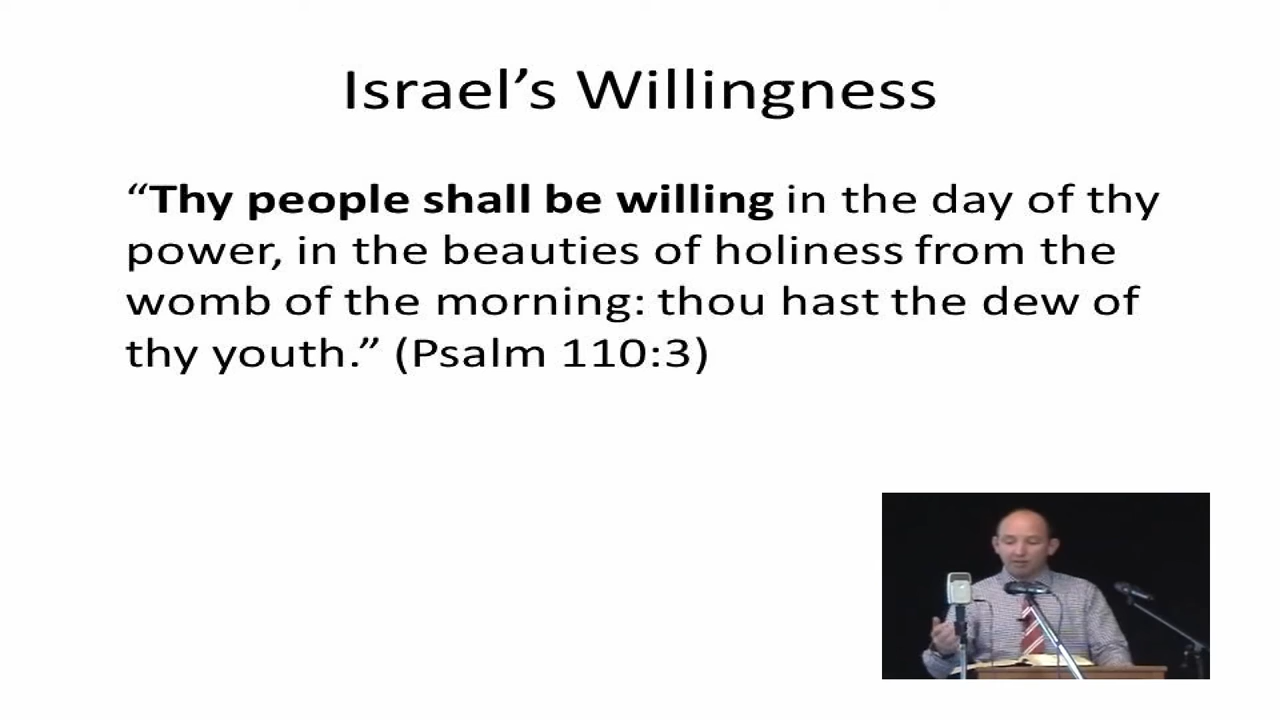 Israel’s Willingness
“Thy people shall be willing in the day of thy
power, in the beauties of holiness from the
womb of the morning: thou hast the dew of
thy youth.” (Psalm 110:3)